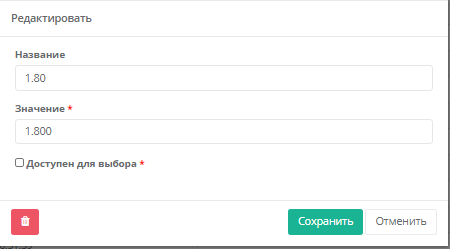 Редактировать
Название
1.80
Значение *
1.800
Доступен для выбора *
Сохранить
Отменить